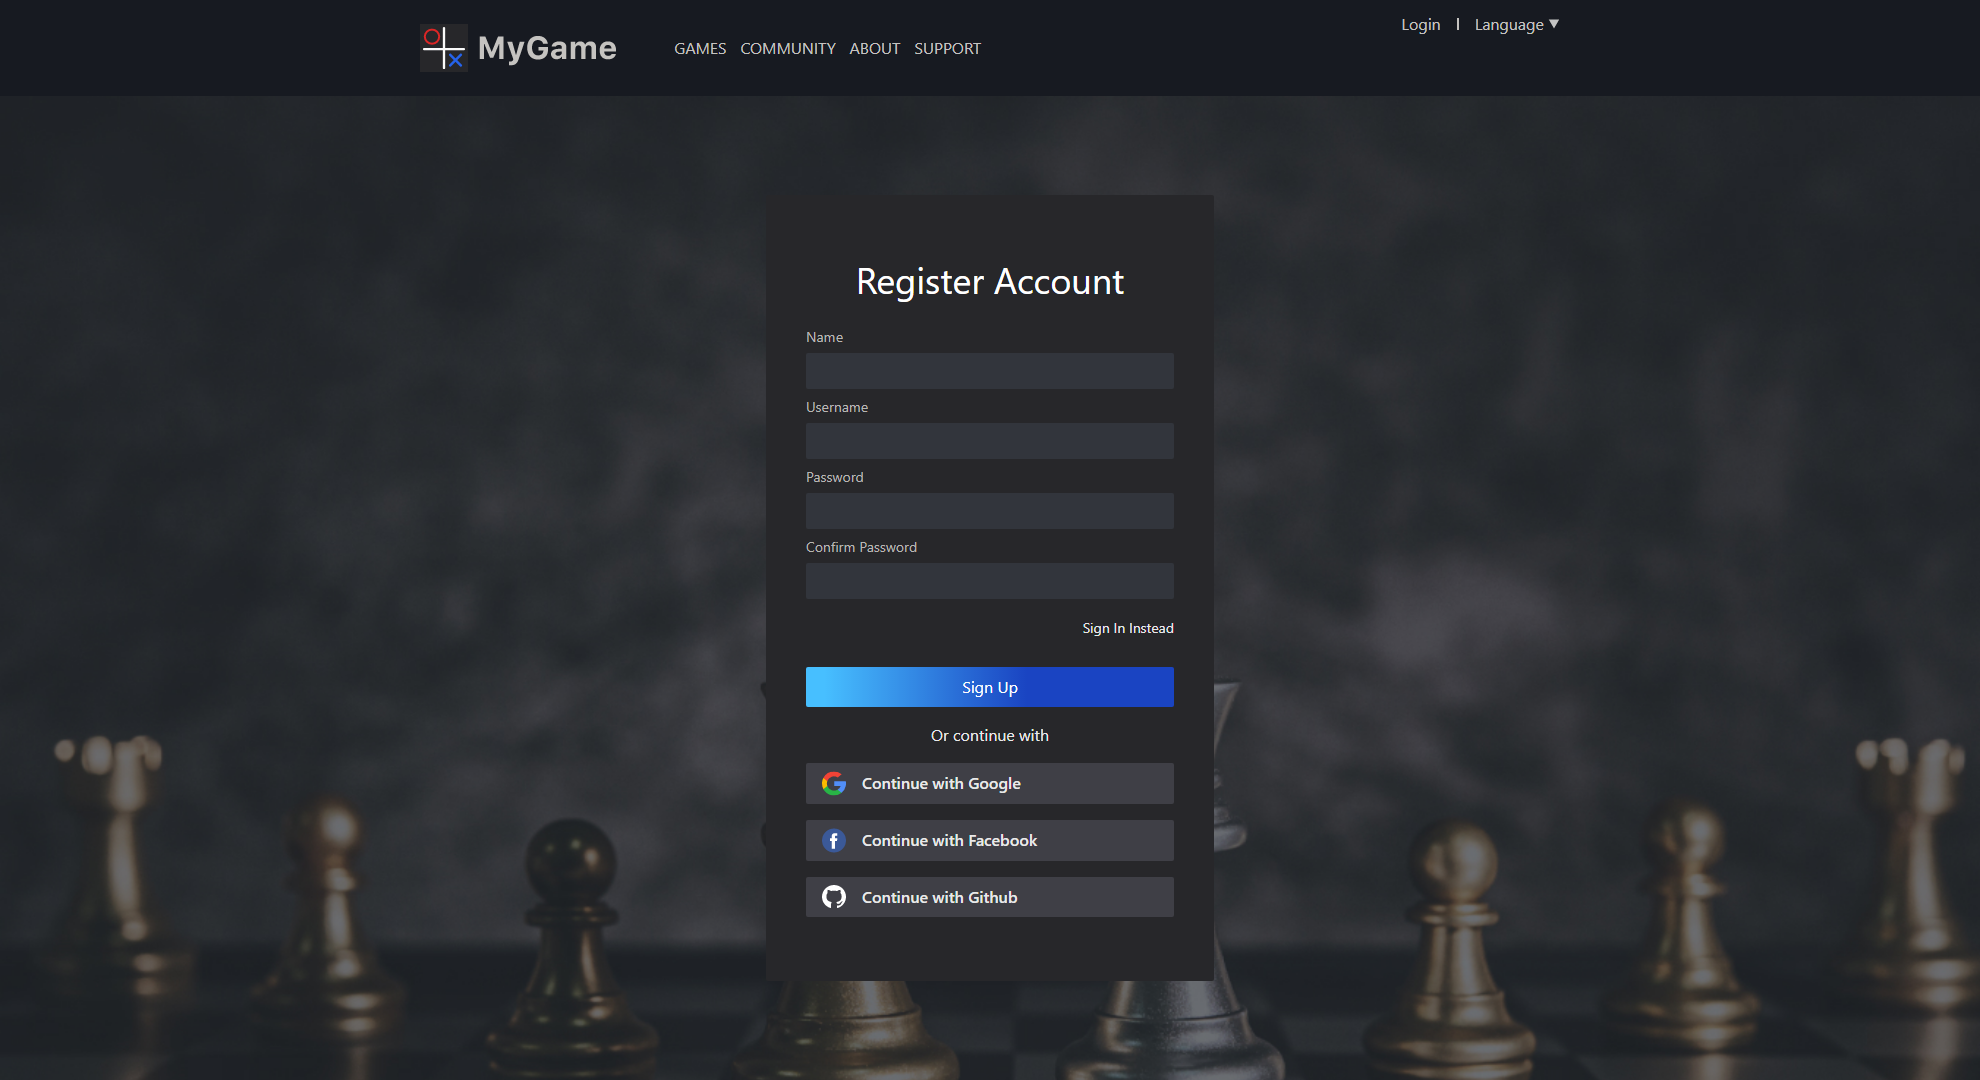 MyGame
GAMES COMMUNITY ABOUT SUPPORT
Login | Language ▼
Register Account
Name
Username
Password
Confirm Password
Sign In Instead
Sign Up
Or continue with
Continue with Google
Continue with Facebook
Continue with Github